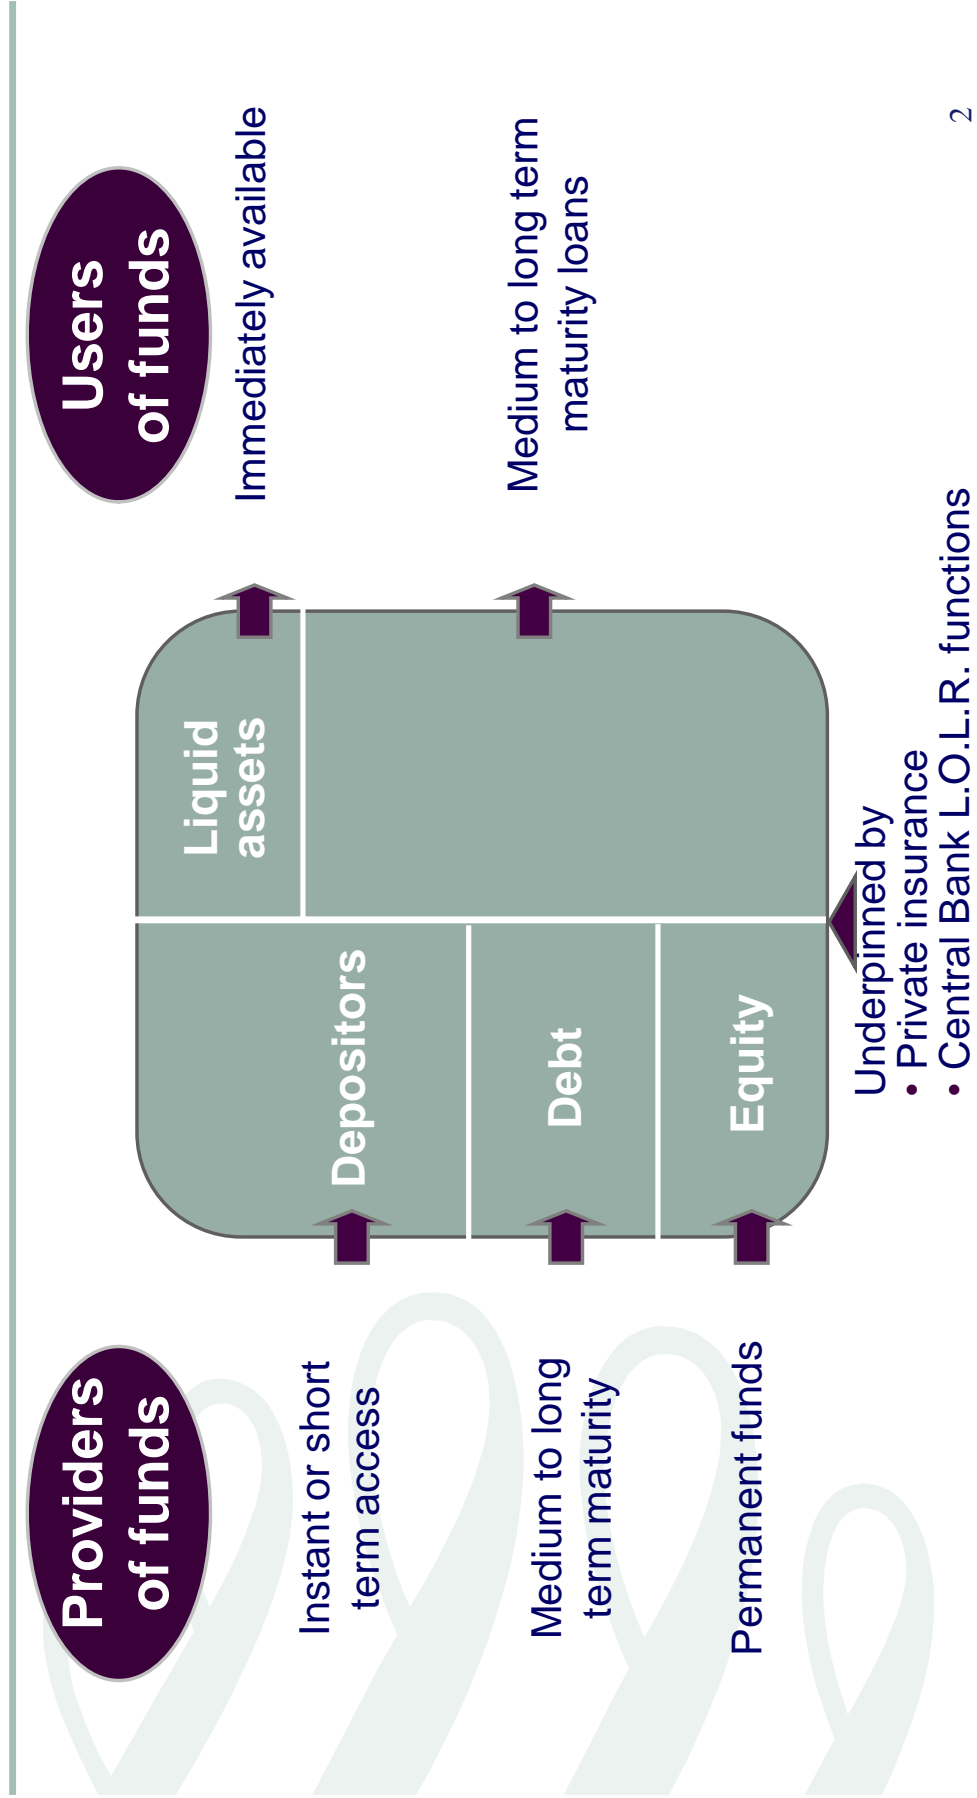 Providers
of funds
Users
of funds
Instant or short
term access
Medium to long
term maturity
Permanent funds
Depositors
Debt
Equity
Liquid
assets
Immediately available
Medium to long term
maturity loans
Underpinned by
• Private insurance
• Central Bank L.O.L.R. functions
2